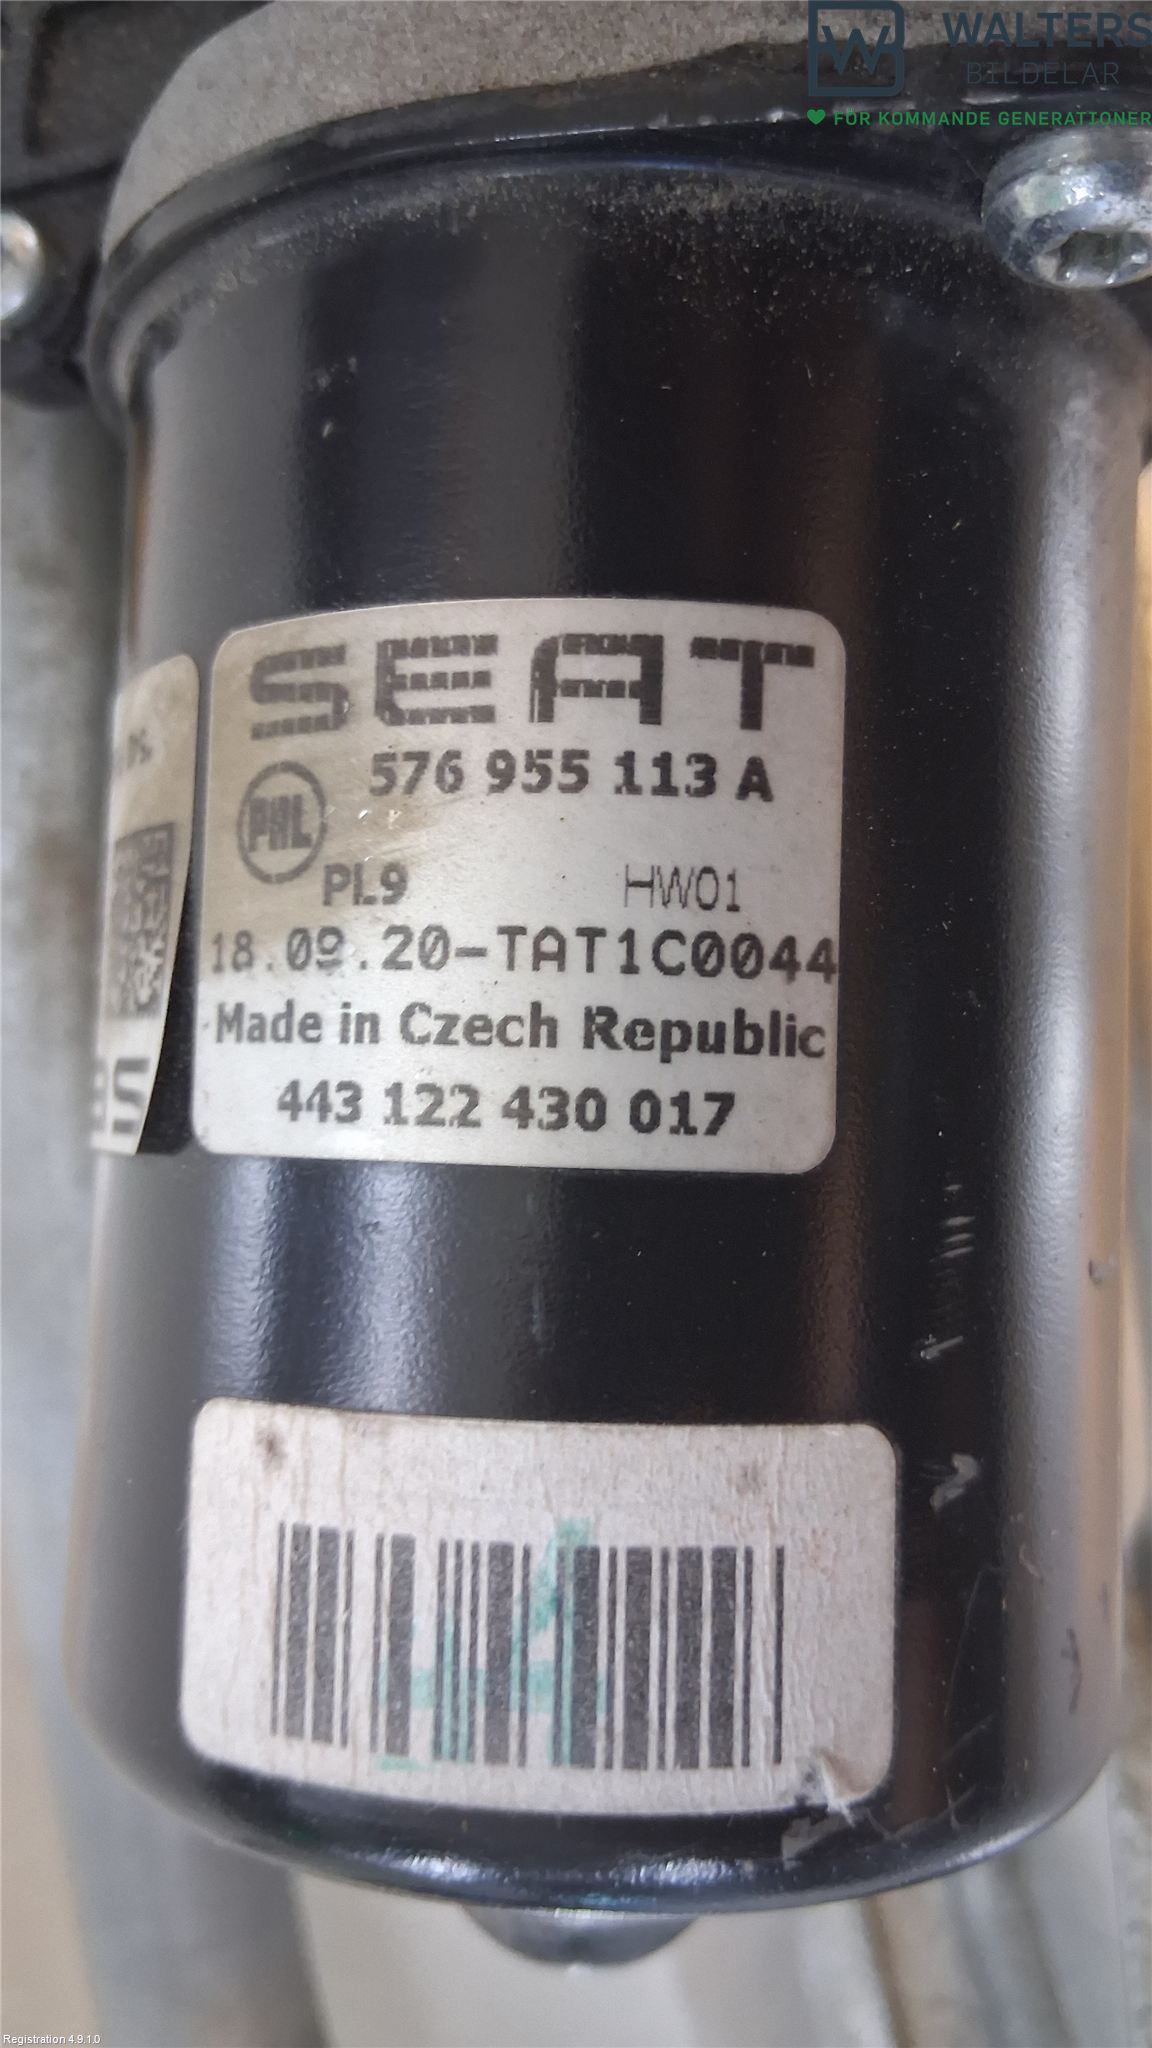 WALTERS
BILDELAR
FÖR KOMMANDE GENERATIONER
SEAT
576 955 113 A
PAL
PL9 HW01
18.09.20-TAT1C0044
Made in Czech Republic
443 122 430 017
Registration 4.9.1.0